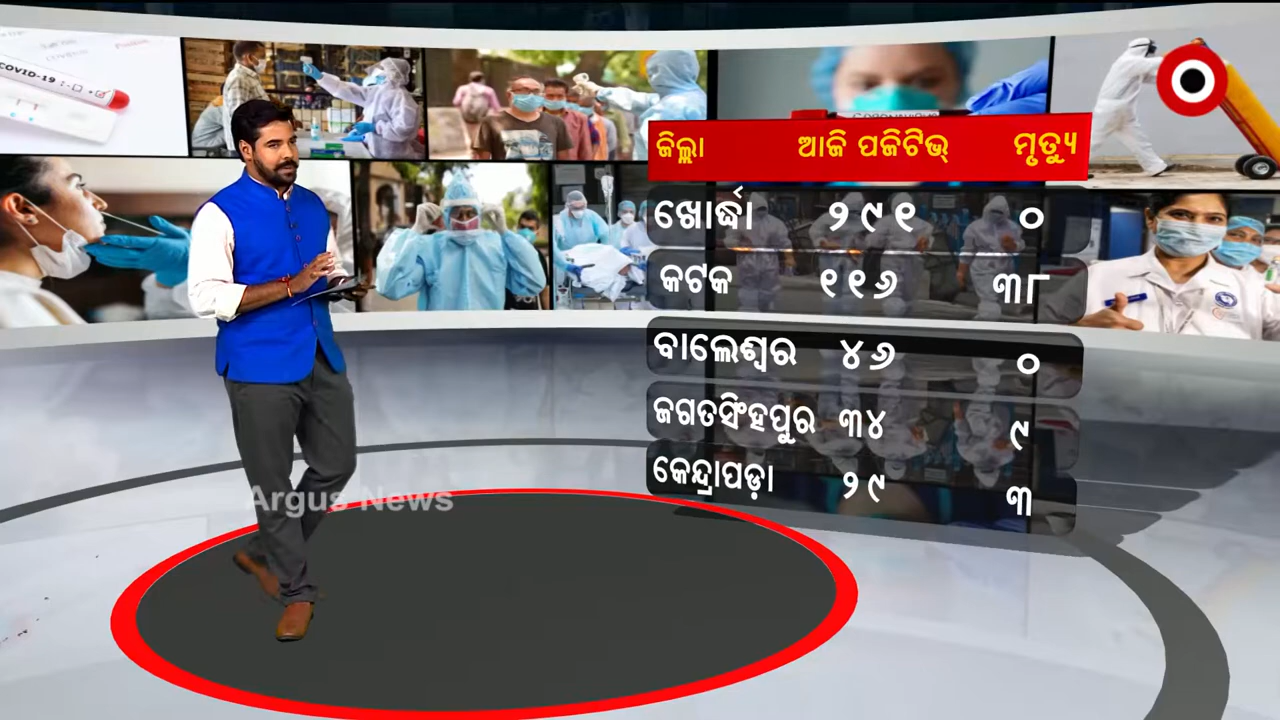 COVID-19
ଜିଲ୍ଲା ଆଜି ପଜିଟିଭ୍ ମୃତ୍ୟୁ
ଖୋର୍ଦ୍ଧା ୨୯୧ ୦
କଟକ ୧୧୬ ୩୮
ବାଲେଶ୍ୱର ୪୬ ୦
ଜଗତସିଂହପୁର ୩୪ ୯
କେନ୍ଦ୍ରାପଡ଼ା ୨୯ ୩
Argus News